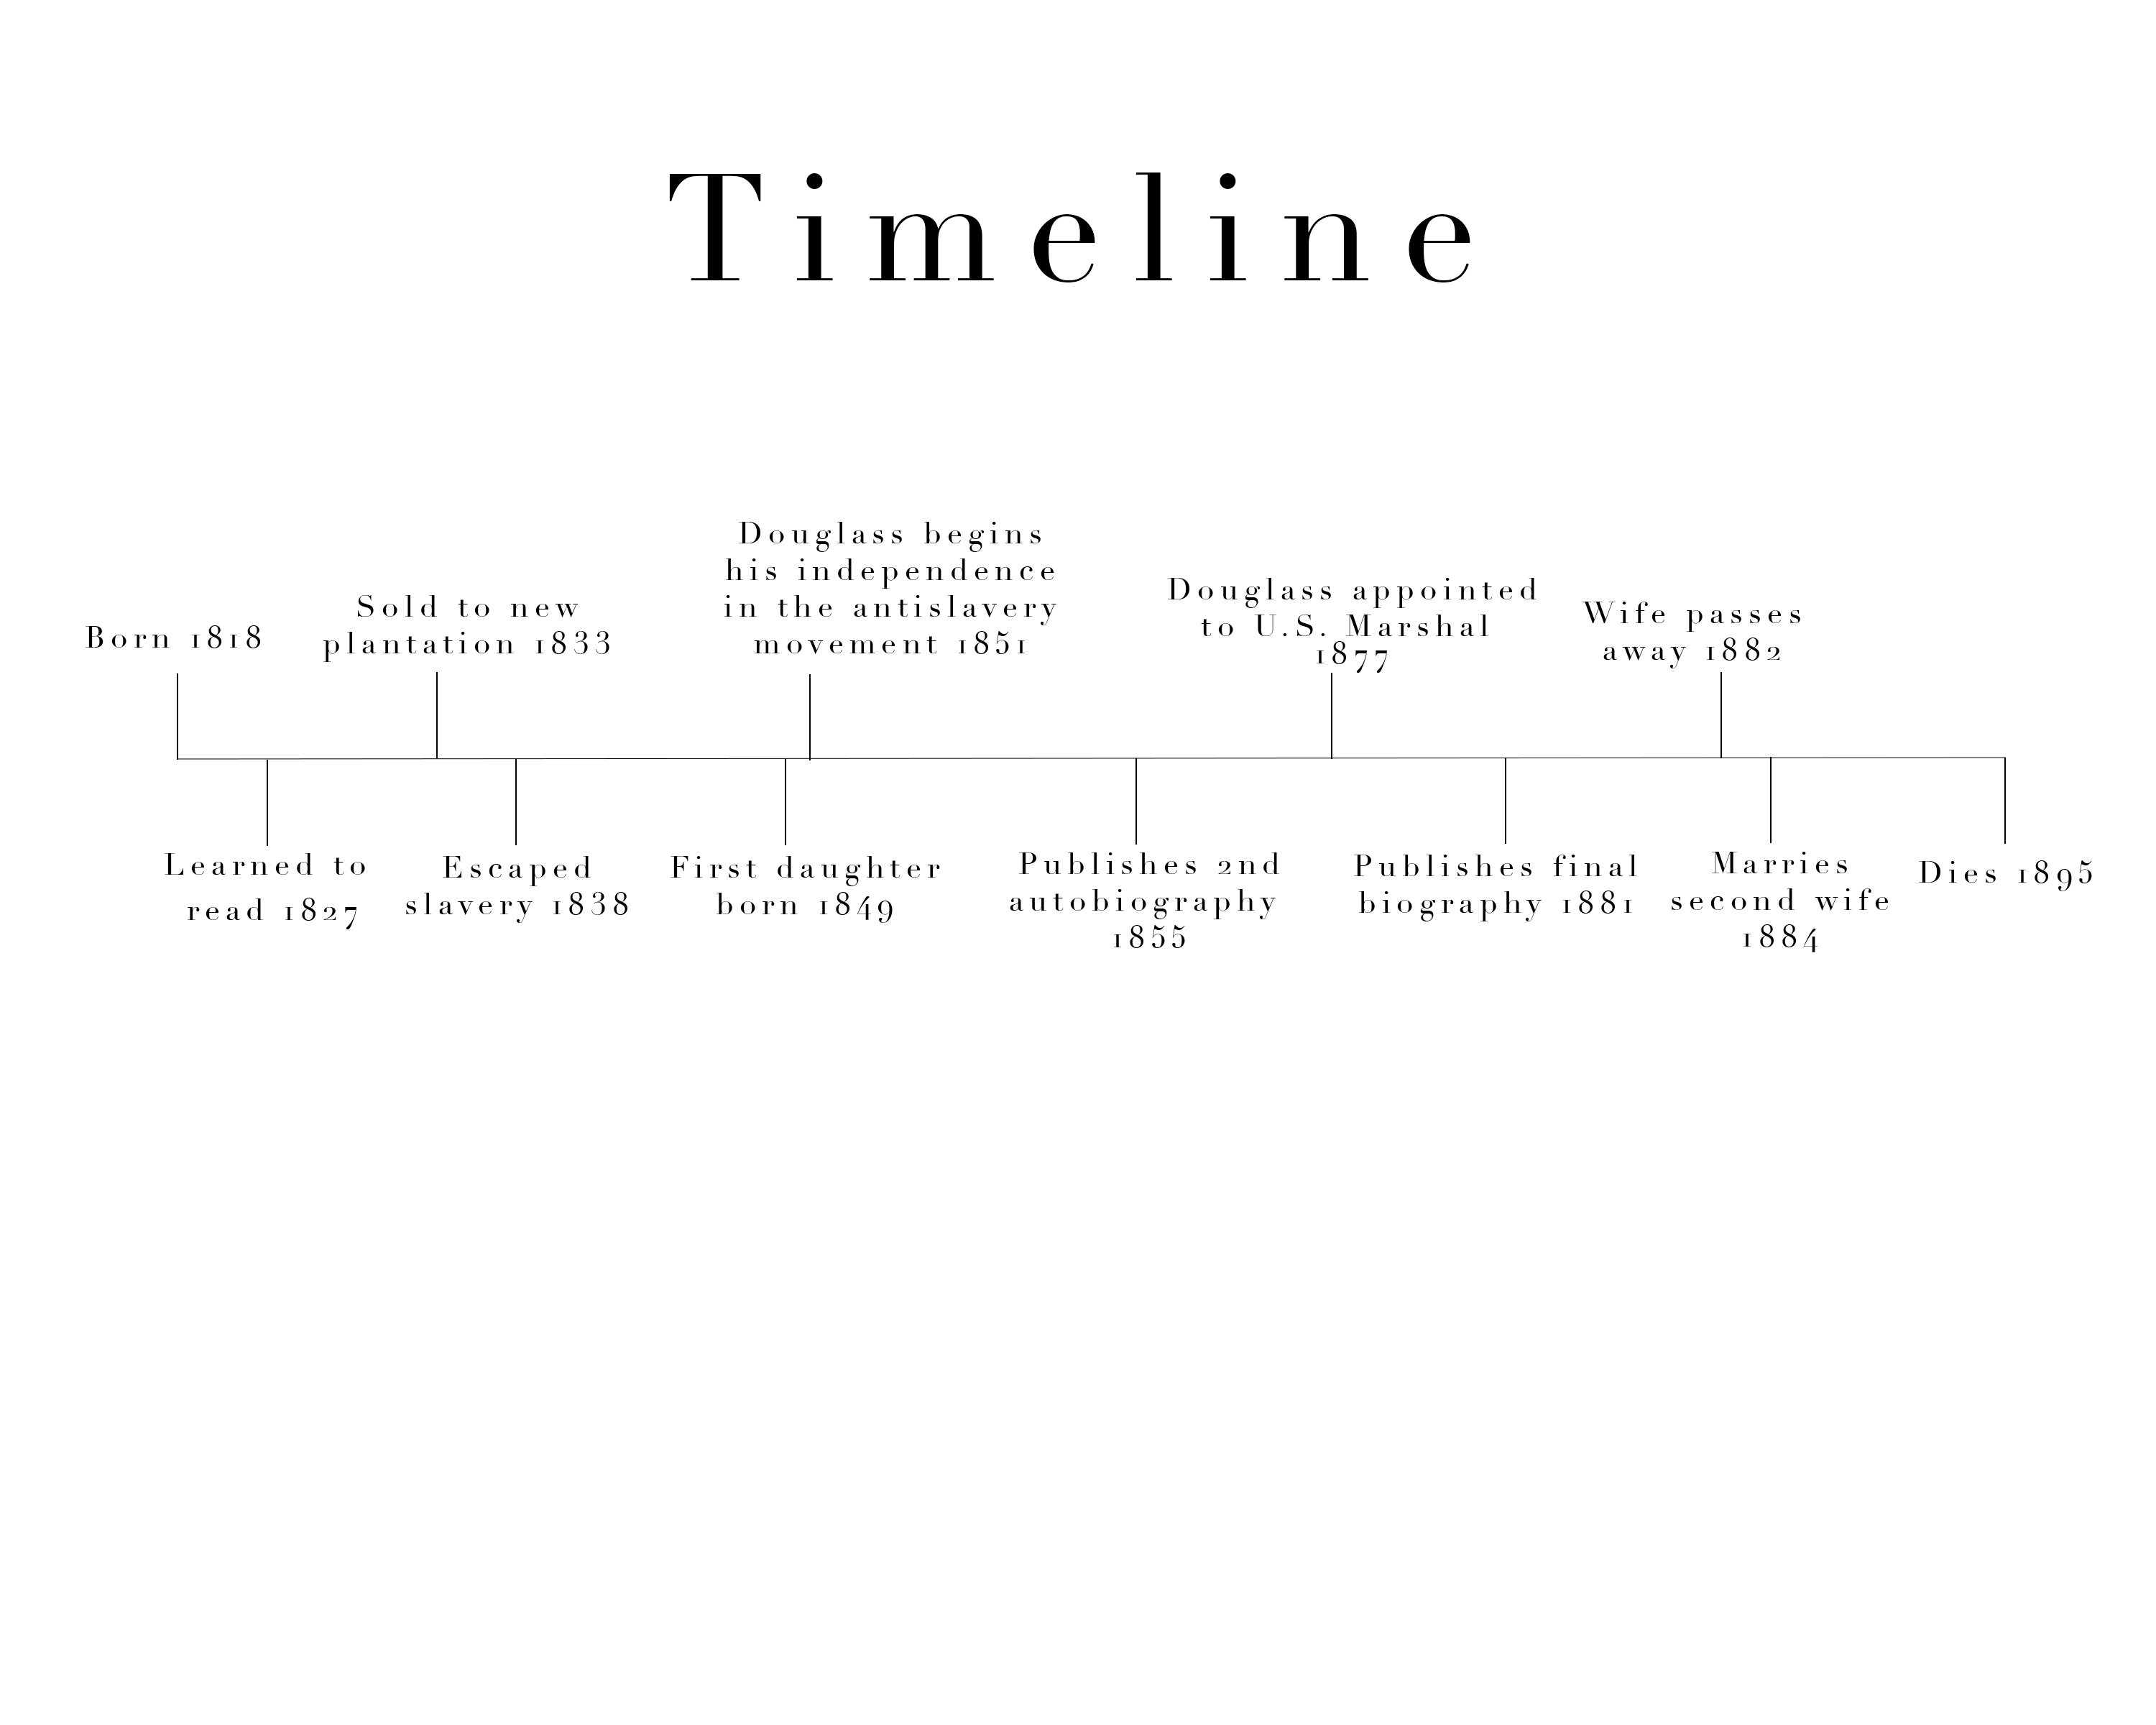 Timeline
Born 1818
Sold to new
plantation 1833
Douglass begins
his independence
in the antislavery
movement 1851
Douglass appointed
to U.S. Marshal
1877
Wife passes
away 1882
Learned to
read 1827
Escaped
slavery 1838
First daughter
born 1849
Publishes 2nd
autobiography
1855
Publishes final
biography 1881
Marries
second wife
1884
Dies 1895